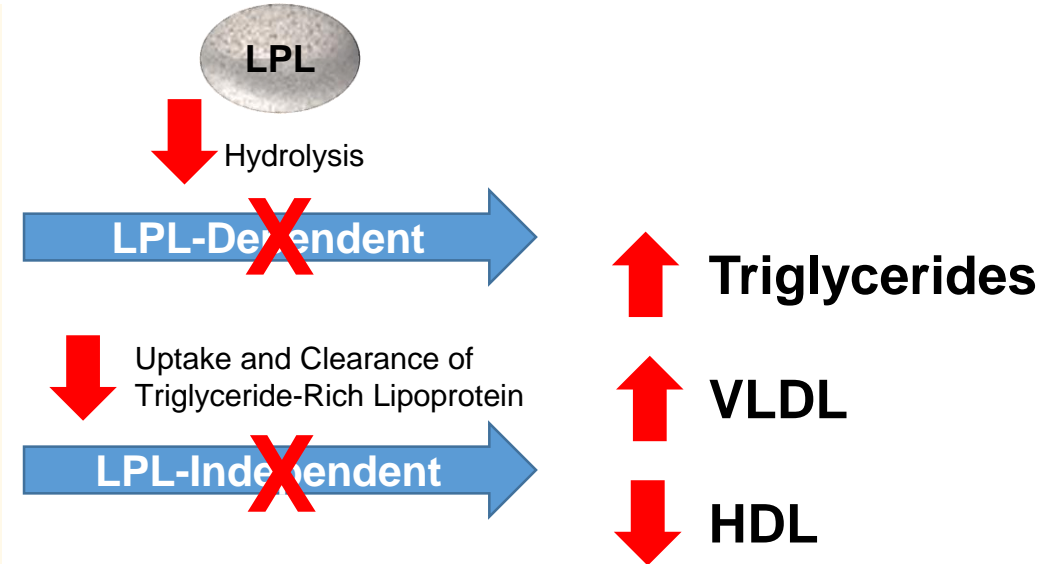 LPL
Hydrolysis
LPL-Dependent
Uptake and Clearance of
Triglyceride-Rich Lipoprotein
LPL-Independent
Triglycerides
VLDL
HDL